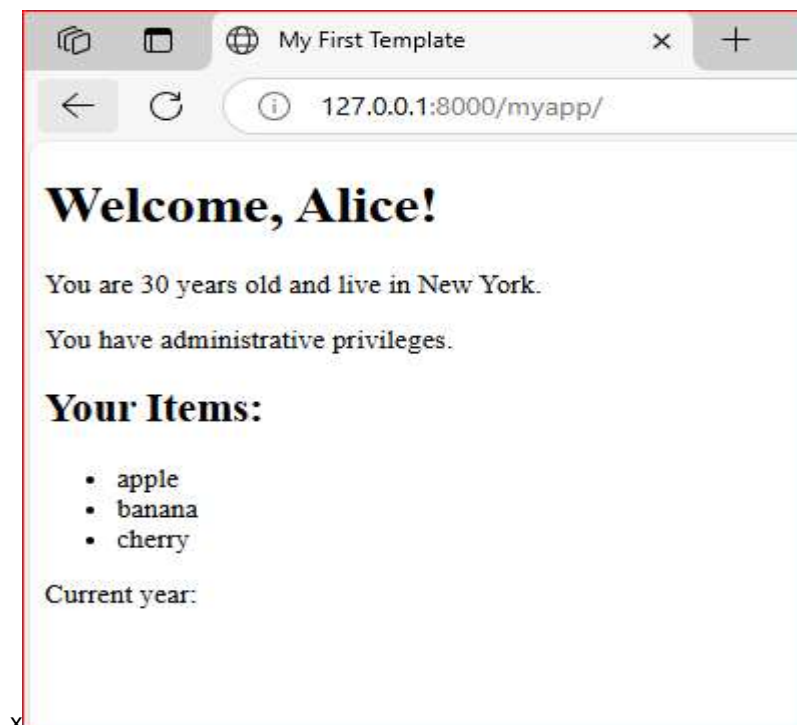 My First Template
127.0.0.1:8000/myapp/
Welcome, Alice!
You are 30 years old and live in New York.
You have administrative privileges.
Your Items:
• apple
• banana
• cherry
Current year:
x